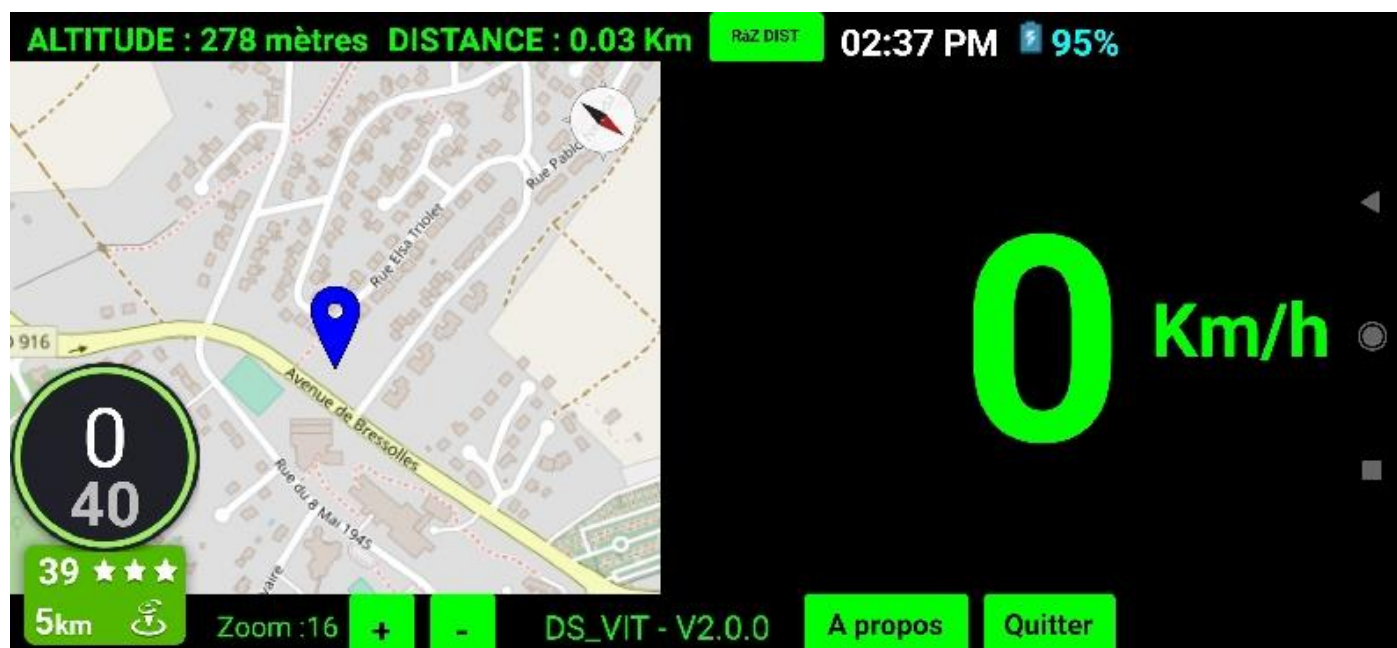 ALTITUDE : 278 mètres DISTANCE : 0.03 Km RàZ DIST 02:37 PM 95%
Rue Elsa Triolet
916
Avenue de Bressolles
Rue du 8 Mai 1945
0
40
39
5km
0 Km/h
Zoom :16 + - DS_VIT - V2.0.0 A propos Quitter